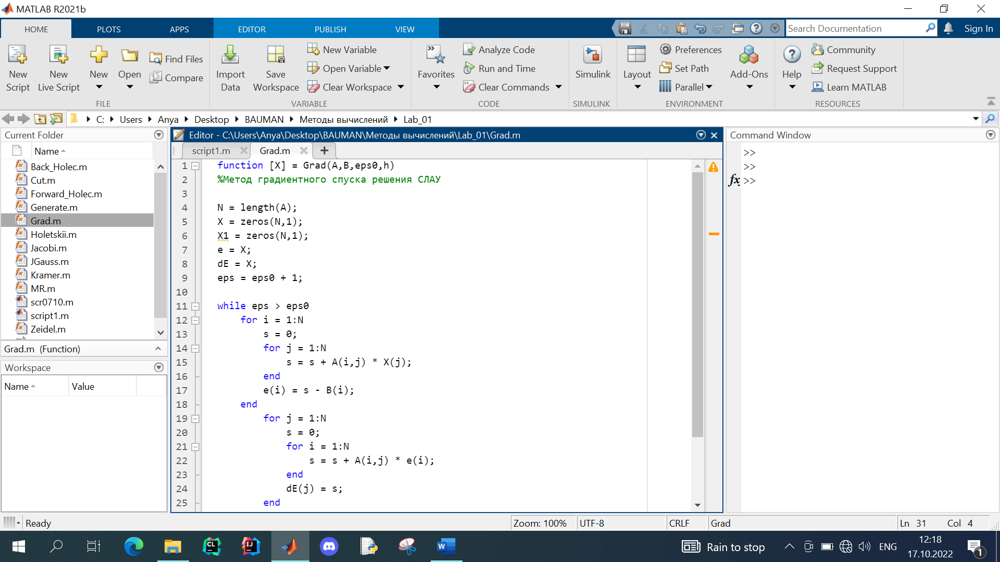 MATLAB R2021b
HOME PLOTS APPS EDITOR PUBLISH VIEW
Search Documentation
Sign In
New Script
New Live Script
New
Open
Find Files
Compare
FILE
Import Data
Save Workspace
New Variable
Open Variable
Clear Workspace
VARIABLE
Favorites
Analyze Code
Run and Time
Clear Commands
CODE
Simulink
SIMULINK
Layout
Preferences
Set Path
Parallel
Add-Ons
ENVIRONMENT
Help
Community
Request Support
Learn MATLAB
RESOURCES
C: Users Anya Desktop BAUMAN Методы вычислений Lab_01
Current Folder
Name
Back_Holec.m
Cut.m
Forward_Holec.m
Generate.m
Grad.m
Holetskii.m
Jacobi.m
JGauss.m
Kramer.m
MR.m
scr0710.m
script1.m
Zeidel.m
Grad.m (Function)
Workspace
Name Value
Editor - C:\Users\Anya\Desktop\BAUMAN\Методы вычислений\Lab_01\Grad.m
script1.m Grad.m +
1 function [X] = Grad(A,B,eps0,h)
2 %Метод градиентного спуска решения СЛАУ
3
4 N = length(A);
5 X = zeros(N,1);
6 X1 = zeros(N,1);
7 e = X;
8 dE = X;
9 eps = eps0 + 1;
10
11 while eps > eps0
12 for i = 1:N
13 s = 0;
14 for j = 1:N
15 s = s + A(i,j) * X(j);
16 end
17 e(i) = s - B(i);
18 end
19 for j = 1:N
20 s = 0;
21 for i = 1:N
22 s = s + A(i,j) * e(i);
23 end
24 dE(j) = s;
25 end
Command Window
>>
>>
fx >>
Ready
Zoom: 100% UTF-8 CRLF Grad Ln 31 Col 4
CL
IJ
W
Rain to stop
ENG
12:18
17.10.2022
1